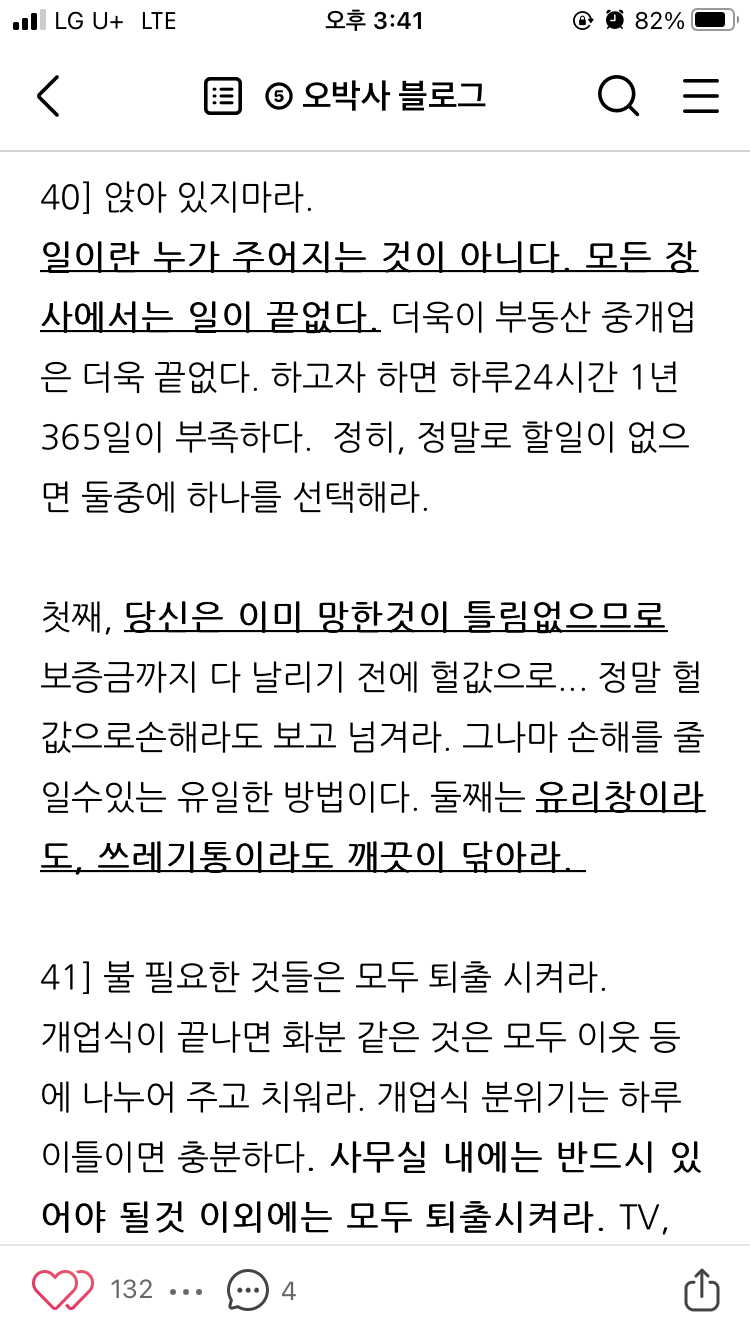 LG U+ LTE 오후 3:41 82%
⑤ 오박사 블로그
40] 앉아 있지마라.
일이란 누가 주어지는 것이 아니다. 모든 장
사에서는 일이 끝없다. 더욱이 부동산 중개업
은 더욱 끝없다. 하고자 하면 하루24시간 1년
365일이 부족하다.  정히, 정말로 할일이 없으
면 둘중에 하나를 선택해라.
첫째, 당신은 이미 망한것이 틀림없으므로
보증금까지 다 날리기 전에 헐값으로... 정말 헐
값으로손해라도 보고 넘겨라. 그나마 손해를 줄
일수있는 유일한 방법이다. 둘째는 유리창이라
도, 쓰레기통이라도 깨끗이 닦아라.
41] 불 필요한 것들은 모두 퇴출 시켜라.
개업식이 끝나면 화분 같은 것은 모두 이웃 등
에 나누어 주고 치워라. 개업식 분위기는 하루
이틀이면 충분하다. 사무실 내에는 반드시 있
어야 될것 이외에는 모두 퇴출시켜라. TV,
132 4